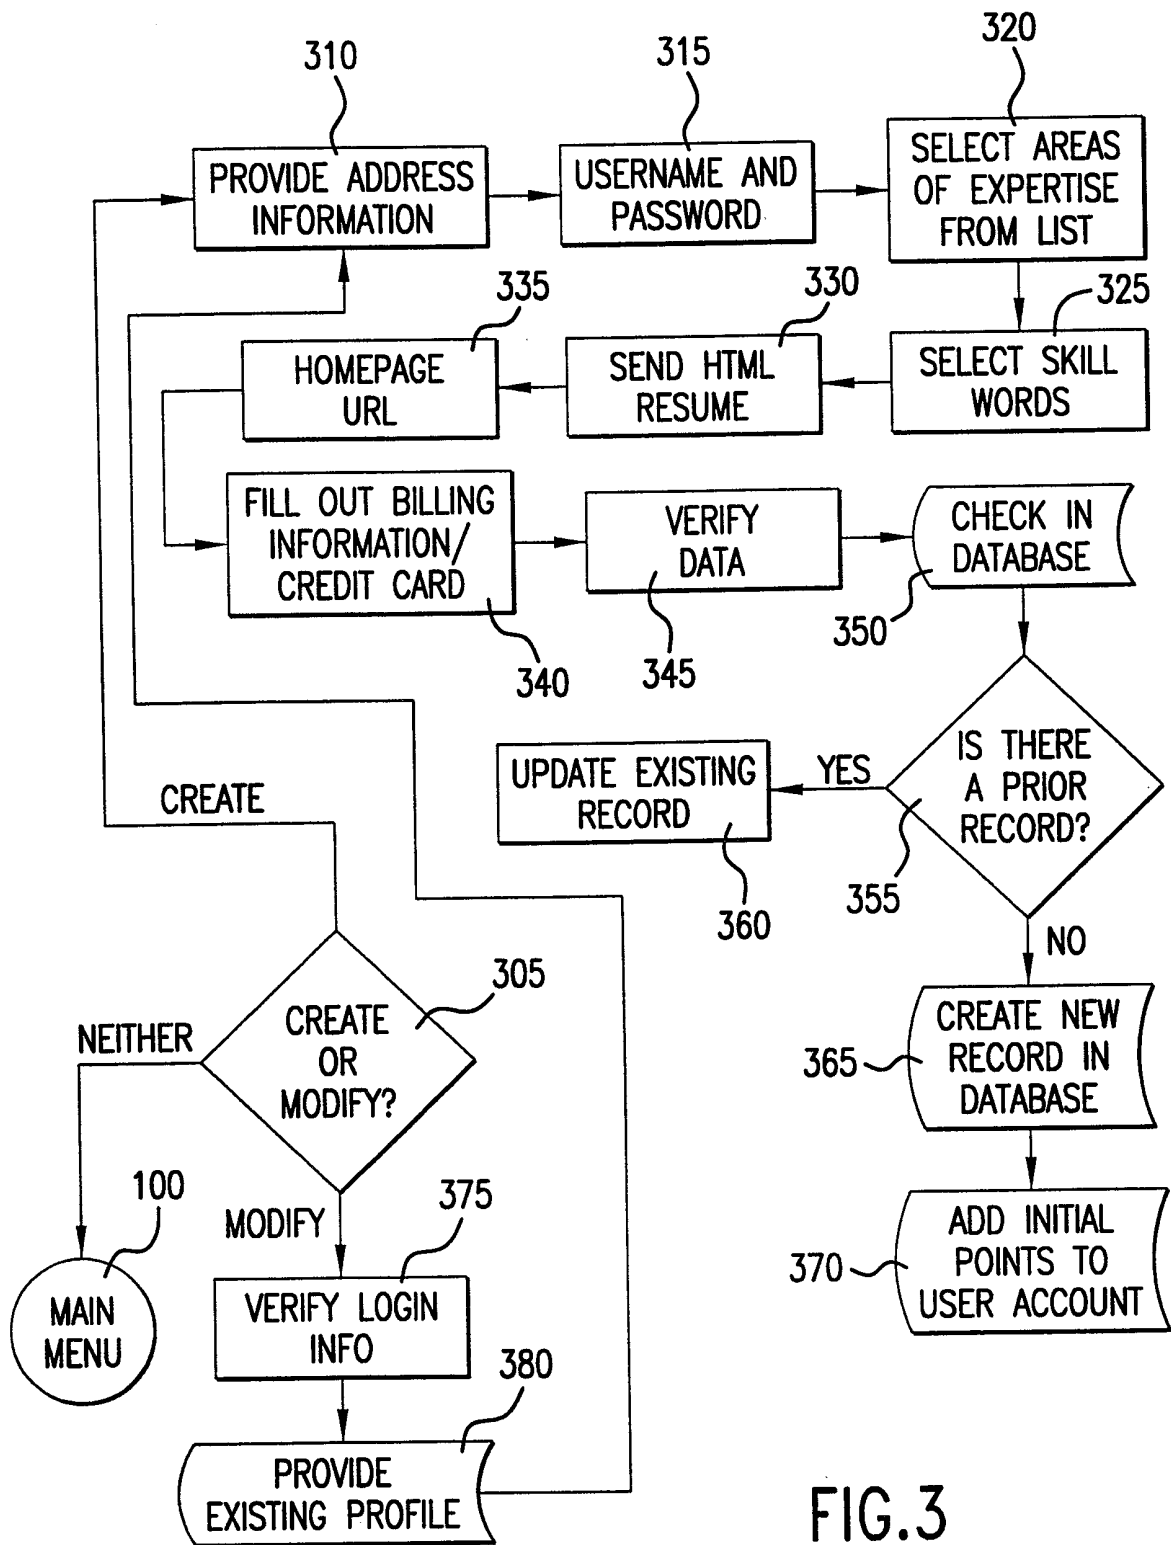 310
315
320
PROVIDE ADDRESS
INFORMATION
USERNAME AND
PASSWORD
SELECT AREAS
OF EXPERTISE
FROM LIST
335
330
325
HOMEPAGE
URL
SEND HTML
RESUME
SELECT SKILL
WORDS
FILL OUT BILLING
INFORMATION/
CREDIT CARD
VERIFY
DATA
CHECK IN
DATABASE
340
345
350
CREATE
UPDATE EXISTING
RECORD
YES
IS THERE
A PRIOR
RECORD?
360
355
NO
305
NEITHER
CREATE
OR
MODIFY?
365
CREATE NEW
RECORD IN
DATABASE
100
MODIFY
375
370
ADD INITIAL
POINTS TO
USER ACCOUNT
MAIN
MENU
VERIFY LOGIN
INFO
380
PROVIDE
EXISTING PROFILE
FIG.3